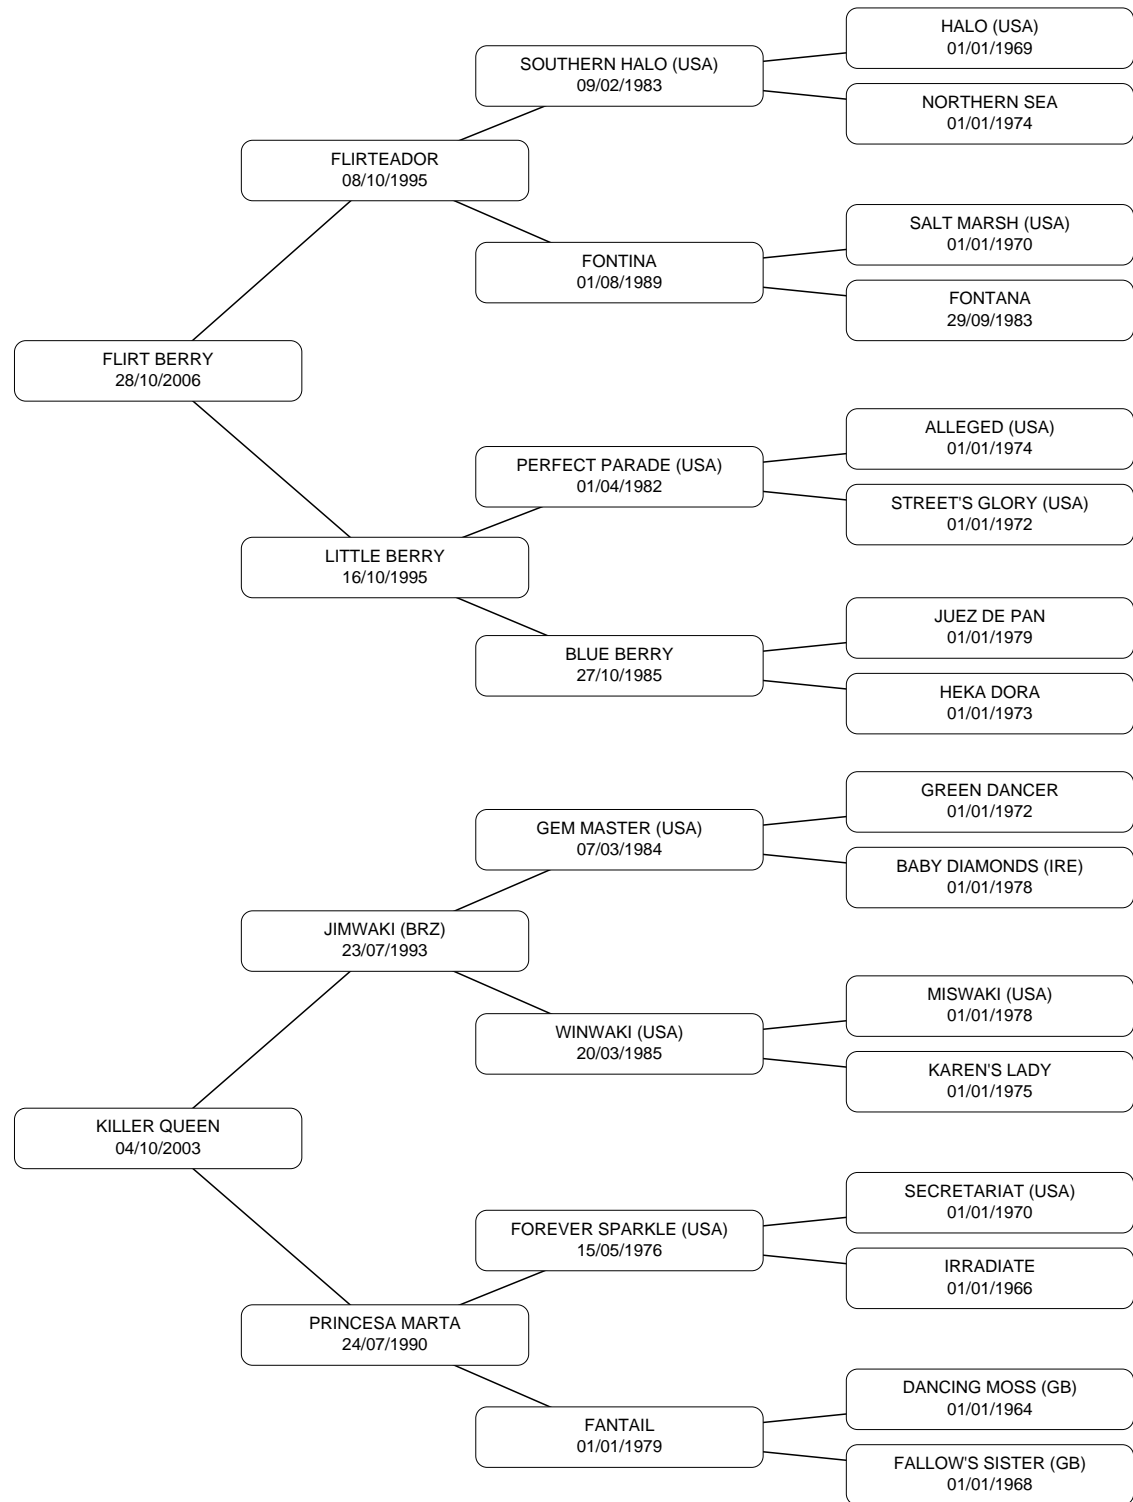 HALO (USA)
01/01/1969
SOUTHERN HALO (USA)
09/02/1983
NORTHERN SEA
01/01/1974
FLIRTEADOR
08/10/1995
SALT MARSH (USA)
01/01/1970
FONTINA
01/08/1989
FONTANA
29/09/1983
FLIRT BERRY
28/10/2006
ALLEGED (USA)
01/01/1974
PERFECT PARADE (USA)
01/04/1982
STREET'S GLORY (USA)
01/01/1972
LITTLE BERRY
16/10/1995
JUEZ DE PAN
01/01/1979
BLUE BERRY
27/10/1985
HEKA DORA
01/01/1973
GREEN DANCER
01/01/1972
GEM MASTER (USA)
07/03/1984
BABY DIAMONDS (IRE)
01/01/1978
JIMWAKI (BRZ)
23/07/1993
MISWAKI (USA)
01/01/1978
WINWAKI (USA)
20/03/1985
KAREN'S LADY
01/01/1975
KILLER QUEEN
04/10/2003
SECRETARIAT (USA)
01/01/1970
FOREVER SPARKLE (USA)
15/05/1976
IRRADIATE
01/01/1966
PRINCESA MARTA
24/07/1990
DANCING MOSS (GB)
01/01/1964
FANTAIL
01/01/1979
FALLOW'S SISTER (GB)
01/01/1968